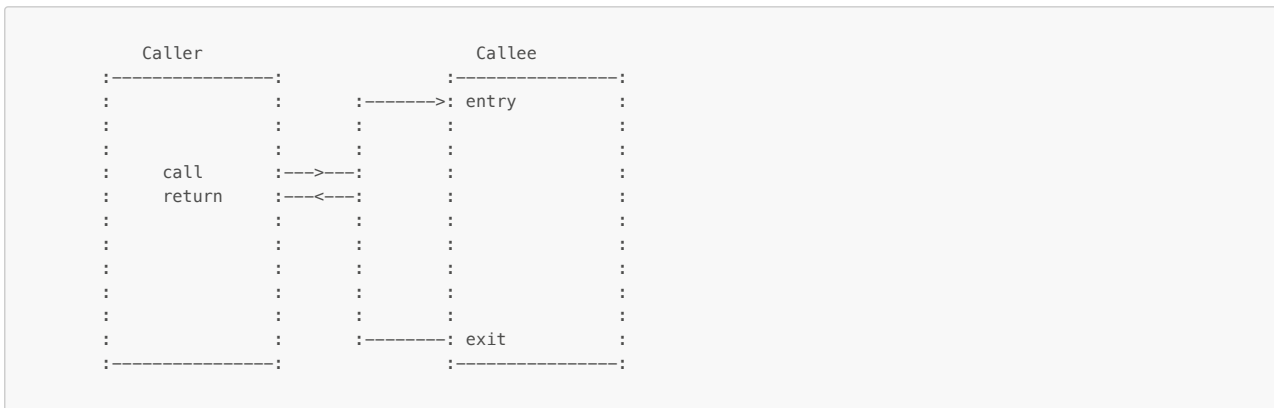 Caller                                  Callee
:----------------:                     :----------------:
:                :       :------->: entry          :
:                :       :        :                :
:                :       :        :                :
:     call       :--->---:        :                :
:     return     :---<---:        :                :
:                :       :        :                :
:                :       :        :                :
:                :       :        :                :
:                :       :        :                :
:                :       :        :                :
:                :       :--------: exit           :
:----------------:                     :----------------: